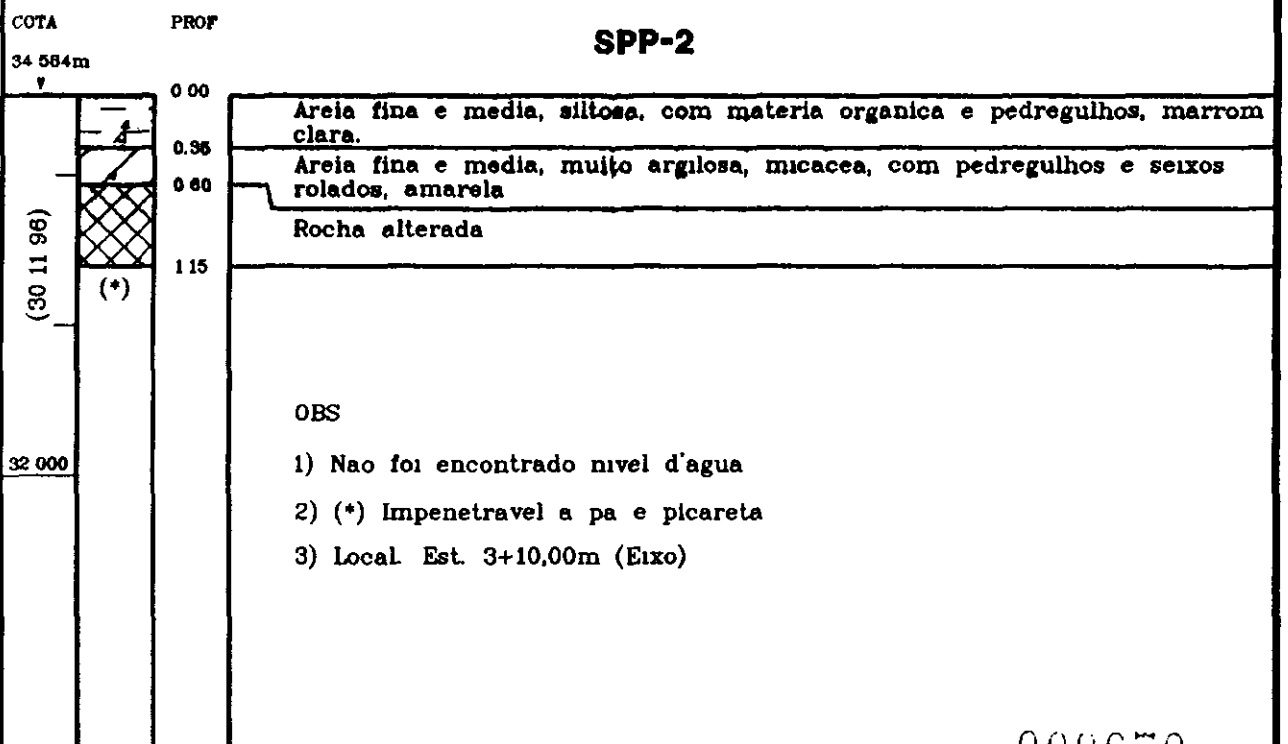 COTA
PROF
SPP-2
34 564m
0 00
Areia fina e media, siltosa, com materia organica e pedregulhos, marrom
clara.
0.35
Areia fina e media, muito argilosa, micacea, com pedregulhos e seixos
0 60
rolados, amarela
Rocha alterada
(30 11 96)
1 15
(*)
OBS
32 000
1) Nao foi encontrado nivel d'agua
2) (*) Impenetravel a pa e picareta
3) Local Est. 3+10,00m (Eixo)